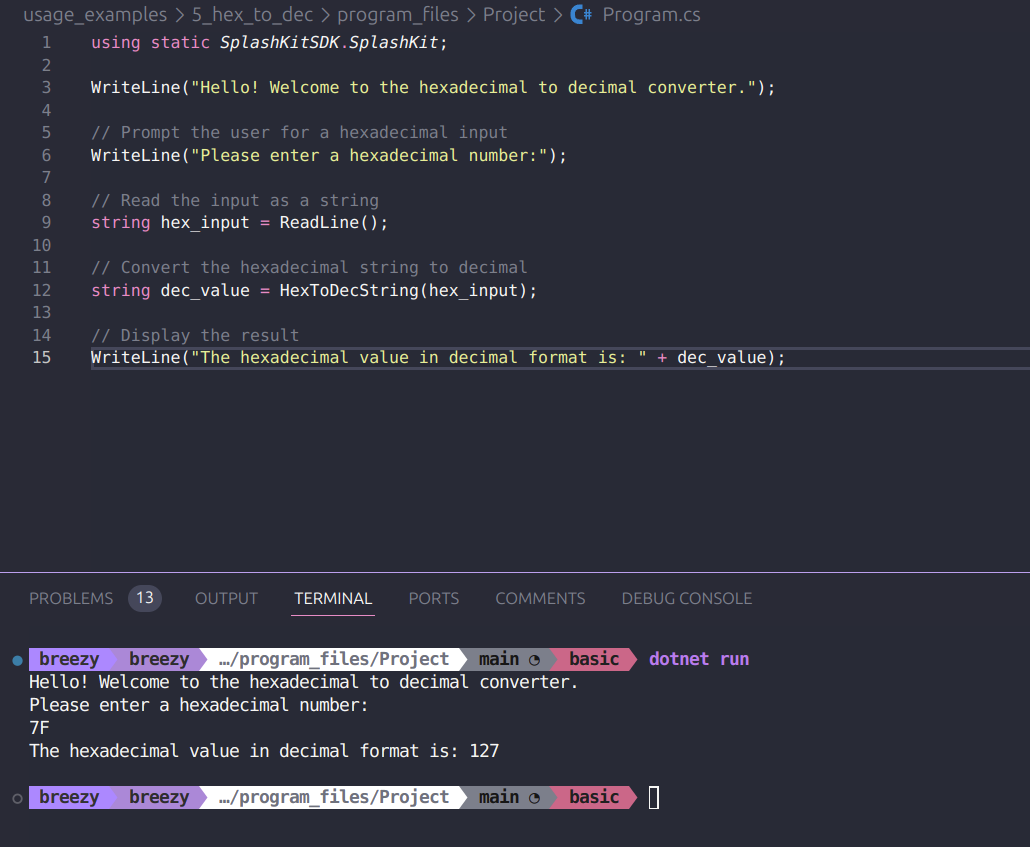 usage_examples > 5_hex_to_dec > program_files > Project > C# Program.cs
1 using static SplashKitSDK.SplashKit;
2
3 WriteLine("Hello! Welcome to the hexadecimal to decimal converter.");
4
5 // Prompt the user for a hexadecimal input
6 WriteLine("Please enter a hexadecimal number:");
7
8 // Read the input as a string
9 string hex_input = ReadLine();
10
11 // Convert the hexadecimal string to decimal
12 string dec_value = HexToDecString(hex_input);
13
14 // Display the result
15 WriteLine("The hexadecimal value in decimal format is: " + dec_value);
PROBLEMS 13 OUTPUT TERMINAL PORTS COMMENTS DEBUG CONSOLE
breezy breezy …/program_files/Project main basic dotnet run
Hello! Welcome to the hexadecimal to decimal converter.
Please enter a hexadecimal number:
7F
The hexadecimal value in decimal format is: 127
breezy breezy …/program_files/Project main basic